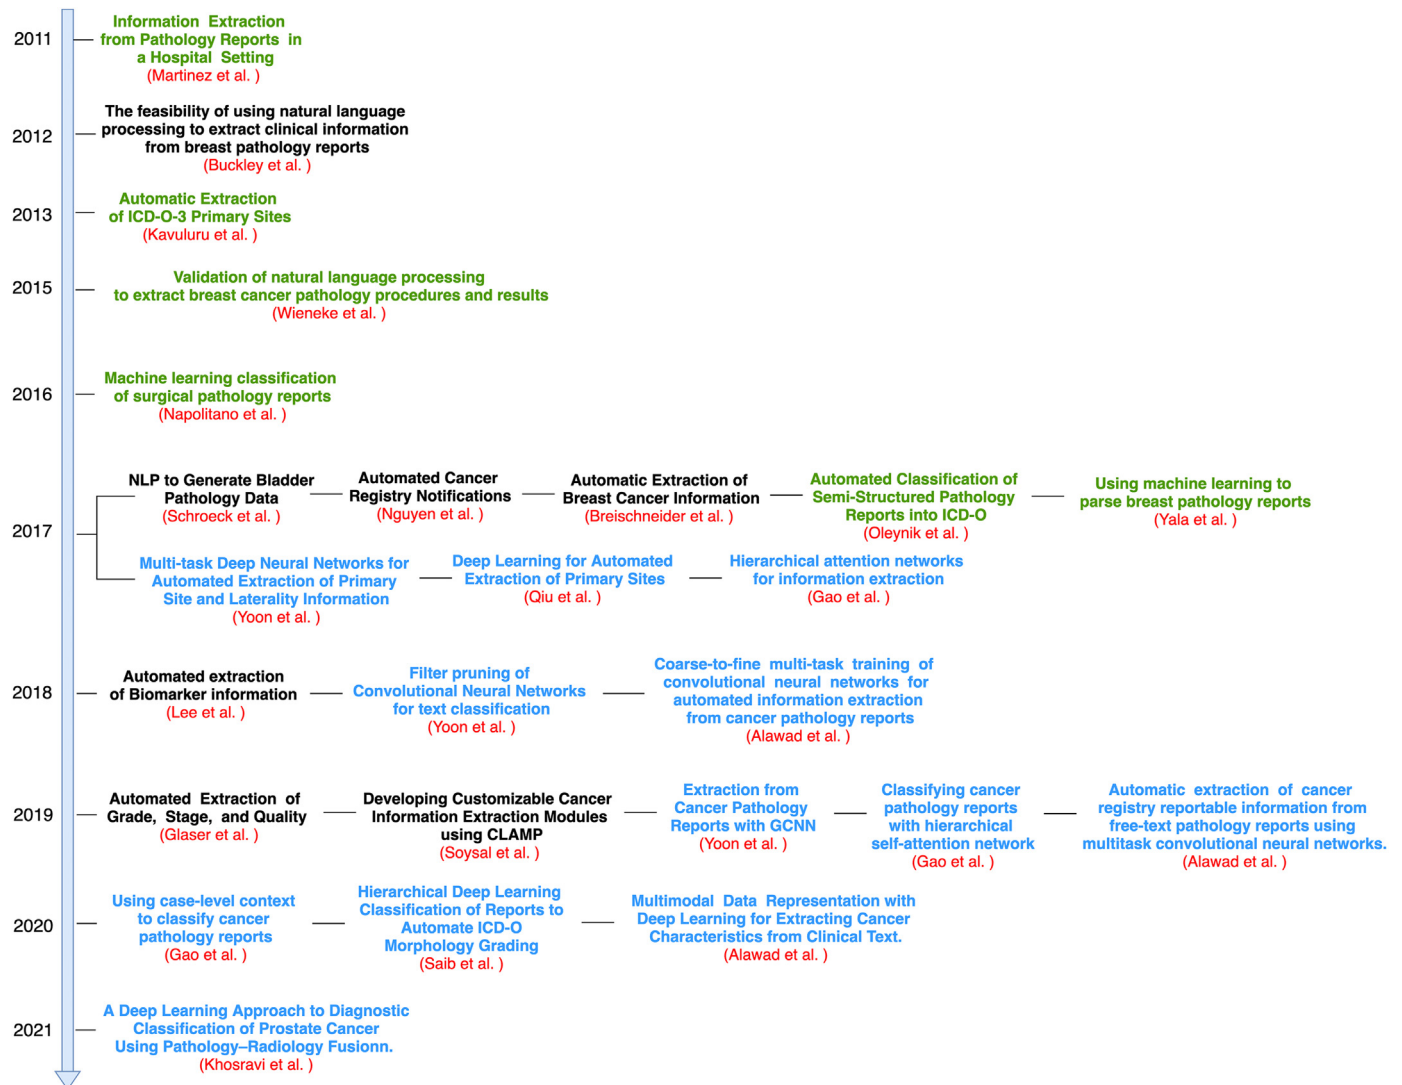 2011
Information Extraction
from Pathology Reports in
a Hospital Setting
(Martinez et al. )
2012
The feasibility of using natural language
processing to extract clinical information
from breast pathology reports
(Buckley et al. )
2013
Automatic Extraction
of ICD-O-3 Primary Sites
(Kavuluru et al. )
2015
Validation of natural language processing
to extract breast cancer pathology procedures and results
(Wieneke et al. )
2016
Machine learning classification
of surgical pathology reports
(Napolitano et al. )
2017
NLP to Generate Bladder
Pathology Data
(Schroeck et al. )
Automated Cancer
Registry Notifications
(Nguyen et al. )
Automatic Extraction of
Breast Cancer Information
(Breischneider et al. )
Automated Classification of
Semi-Structured Pathology
Reports into ICD-O
(Oleynik et al. )
Using machine learning to
parse breast pathology reports
(Yala et al. )
Multi-task Deep Neural Networks for
Automated Extraction of Primary
Site and Laterality Information
(Yoon et al. )
Deep Learning for Automated
Extraction of Primary Sites
(Qiu et al. )
Hierarchical attention networks
for information extraction
(Gao et al. )
2018
Automated extraction
of Biomarker information
(Lee et al. )
Filter pruning of
Convolutional Neural Networks
for text classification
(Yoon et al. )
Coarse-to-fine multi-task training of
convolutional neural networks for
automated information extraction
from cancer pathology reports
(Alawad et al. )
2019
Automated Extraction of
Grade, Stage, and Quality
(Glaser et al. )
Developing Customizable Cancer
Information Extraction Modules
using CLAMP
(Soysal et al. )
Extraction from
Cancer Pathology
Reports with GCNN
(Yoon et al. )
Classifying cancer
pathology reports
with hierarchical
self-attention network
(Gao et al. )
Automatic extraction of cancer
registry reportable information from
free-text pathology reports using
multitask convolutional neural networks.
(Alawad et al. )
2020
Using case-level context
to classify cancer
pathology reports
(Gao et al. )
Hierarchical Deep Learning
Classification of Reports to
Automate ICD-O
Morphology Grading
(Saib et al. )
Multimodal Data Representation with
Deep Learning for Extracting Cancer
Characteristics from Clinical Text.
(Alawad et al. )
2021
A Deep Learning Approach to Diagnostic
Classification of Prostate Cancer
Using Pathology–Radiology Fusionn.
(Khosravi et al. )